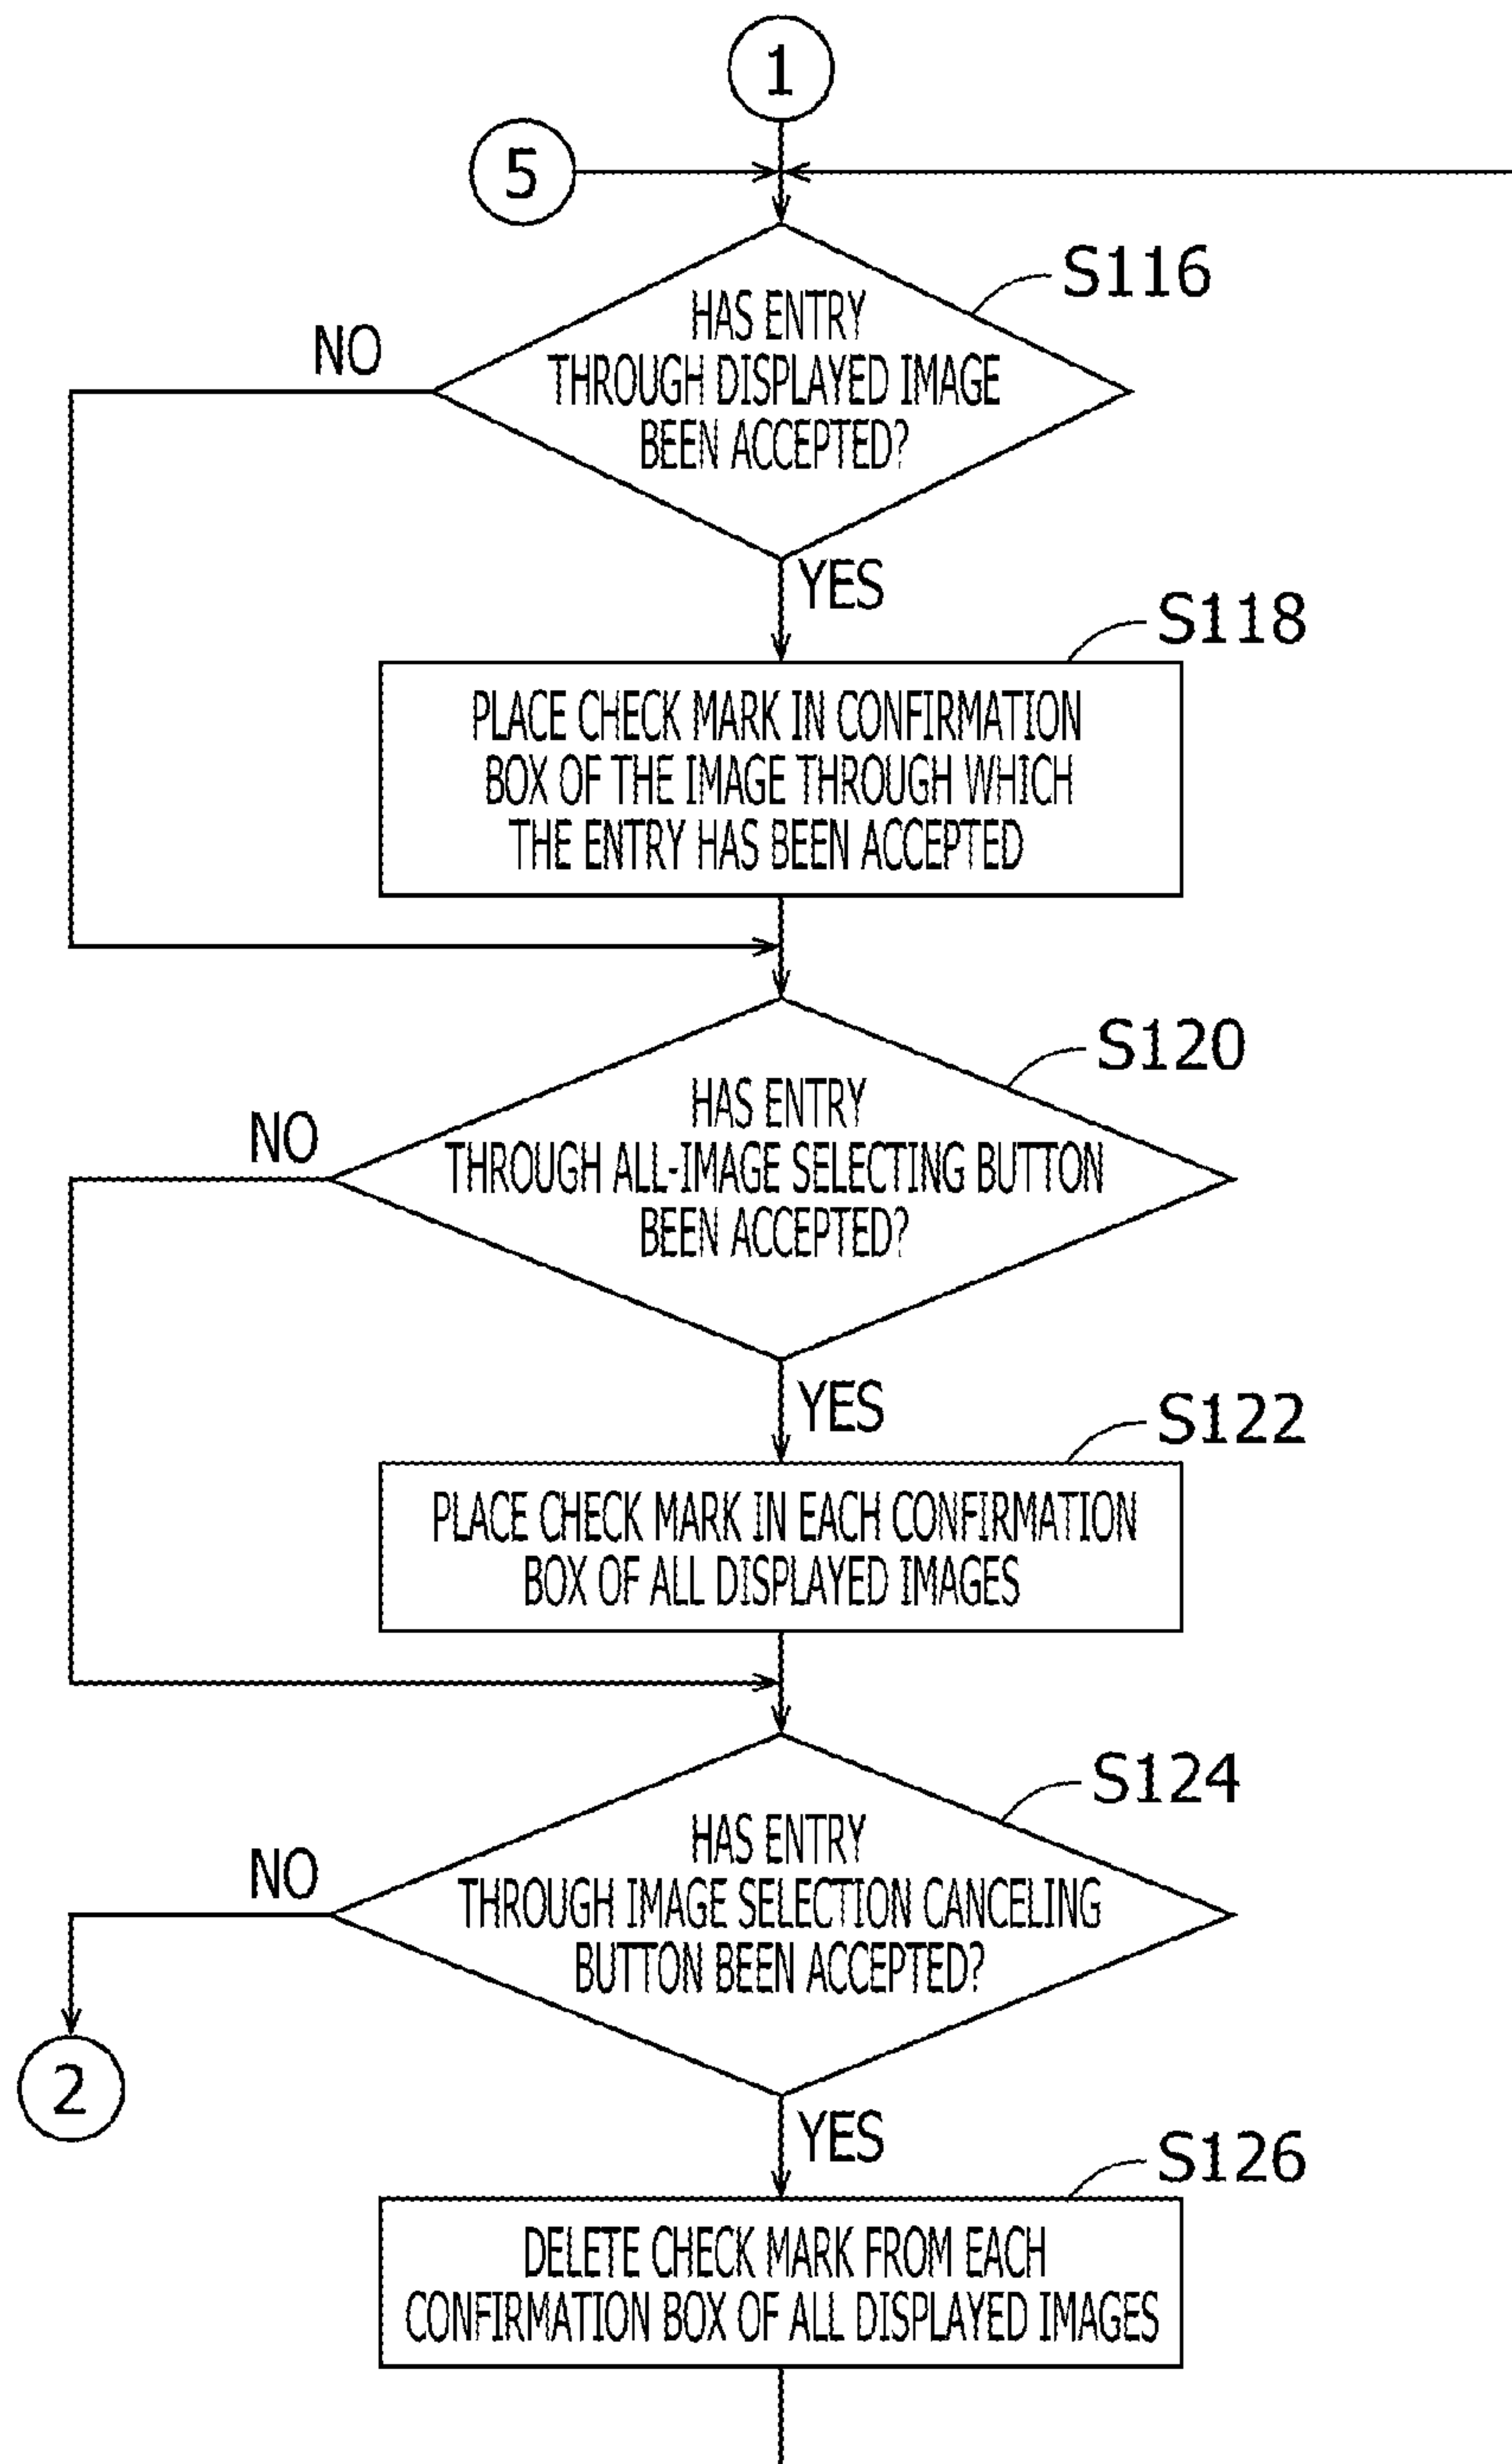 1
5
S116
HAS ENTRY
THROUGH DISPLAYED IMAGE
BEEN ACCEPTED?
NO
YES
S118
PLACE CHECK MARK IN CONFIRMATION
BOX OF THE IMAGE THROUGH WHICH
THE ENTRY HAS BEEN ACCEPTED
S120
HAS ENTRY
THROUGH ALL-IMAGE SELECTING BUTTON
BEEN ACCEPTED?
NO
YES
S122
PLACE CHECK MARK IN EACH CONFIRMATION
BOX OF ALL DISPLAYED IMAGES
S124
HAS ENTRY
THROUGH IMAGE SELECTION CANCELING
BUTTON BEEN ACCEPTED?
NO
2
YES
S126
DELETE CHECK MARK FROM EACH
CONFIRMATION BOX OF ALL DISPLAYED IMAGES